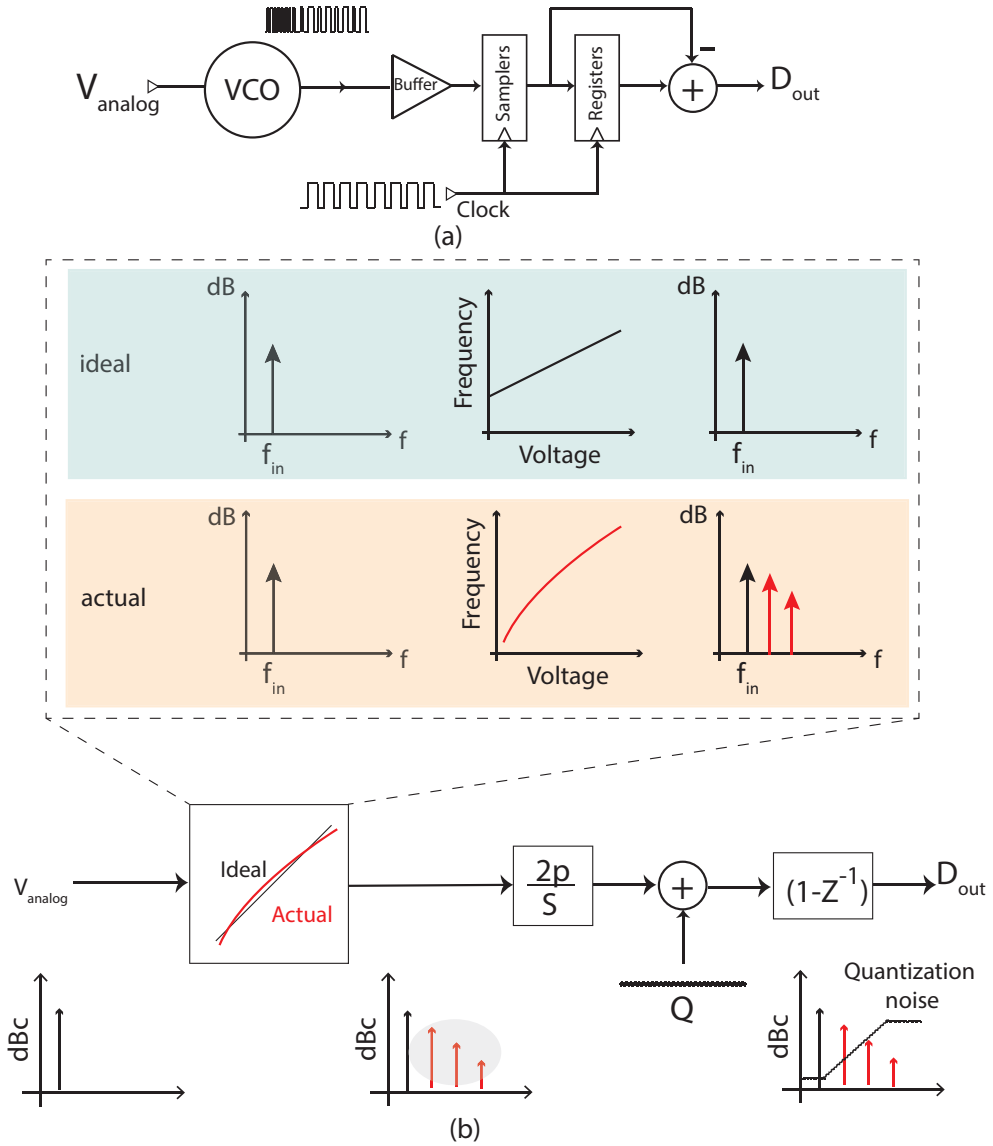 V analog
VCO
Buffer
Samplers
Registers
+
−
D out
Clock
(a)
ideal
dB
f in
f
Frequency
Voltage
dB
f in
f
actual
dB
f in
f
Frequency
Voltage
dB
f in
f
V analog
Ideal
Actual
2p
S
+
(1-Z⁻¹)
D out
Q
dBc
dBc
Quantization
noise
dBc
(b)